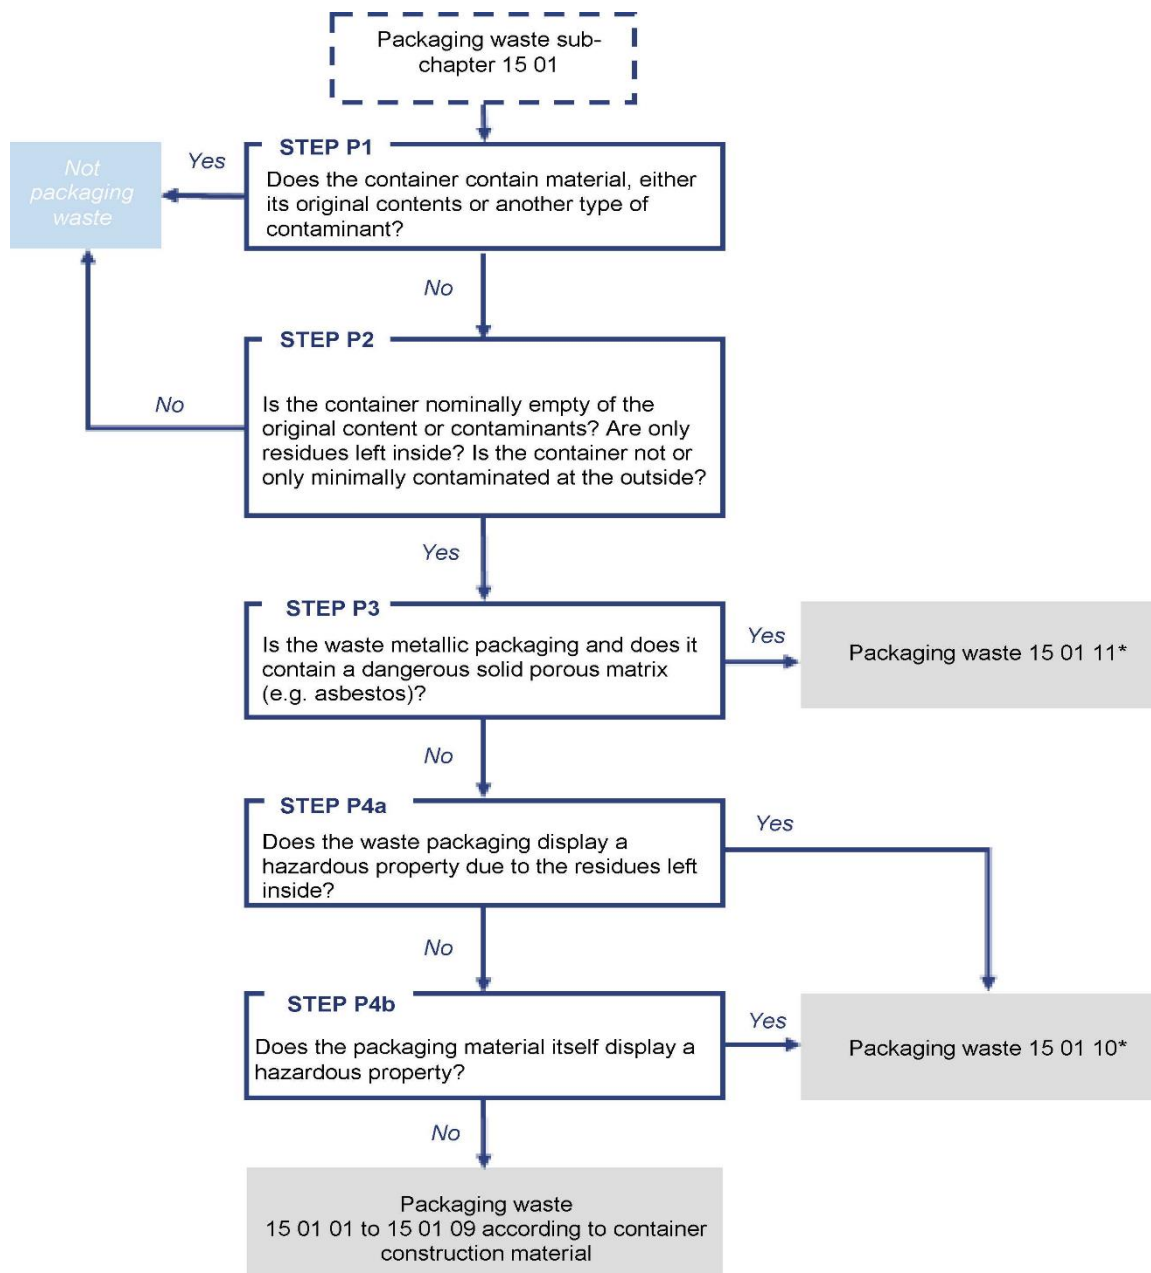 Packaging waste sub-
chapter 15 01
STEP P1
Yes
Not
packaging
waste
Does the container contain material, either
its original contents or another type of
contaminant?
No
STEP P2
No
Is the container nominally empty of the
original content or contaminants? Are only
residues left inside? Is the container not or
only minimally contaminated at the outside?
Yes
STEP P3
Is the waste metallic packaging and does it
contain a dangerous solid porous matrix
(e.g. asbestos)?
Yes
Packaging waste 15 01 11*
No
STEP P4a
Does the waste packaging display a
hazardous property due to the residues left
inside?
Yes
No
STEP P4b
Does the packaging material itself display a
hazardous property?
Yes
Packaging waste 15 01 10*
No
Packaging waste
15 01 01 to 15 01 09 according to container
construction material